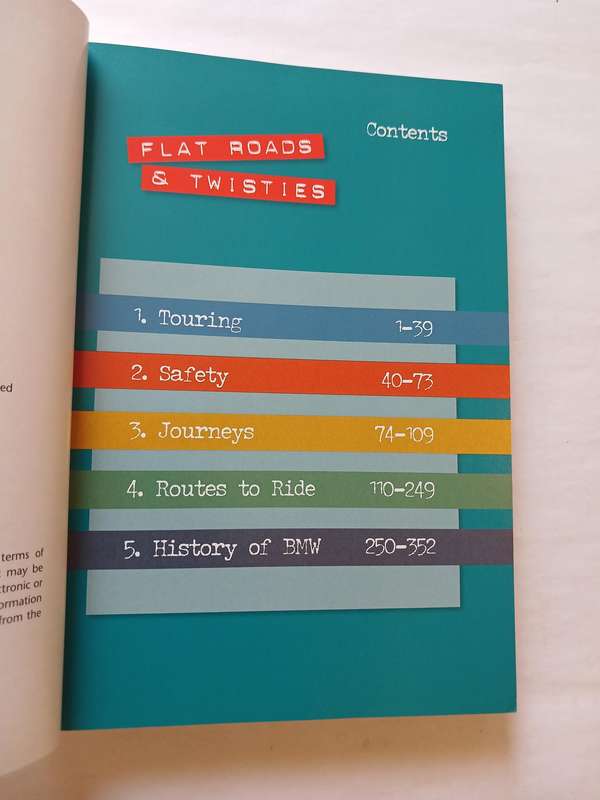 Contents
FLAT ROADS
& TWISTIES
1. Touring 1-39
2. Safety 40-73
3. Journeys 74-109
4. Routes to Ride 110-249
5. History of BMW 250-352
ed
terms of
may be
ctronic or
ormation
from the